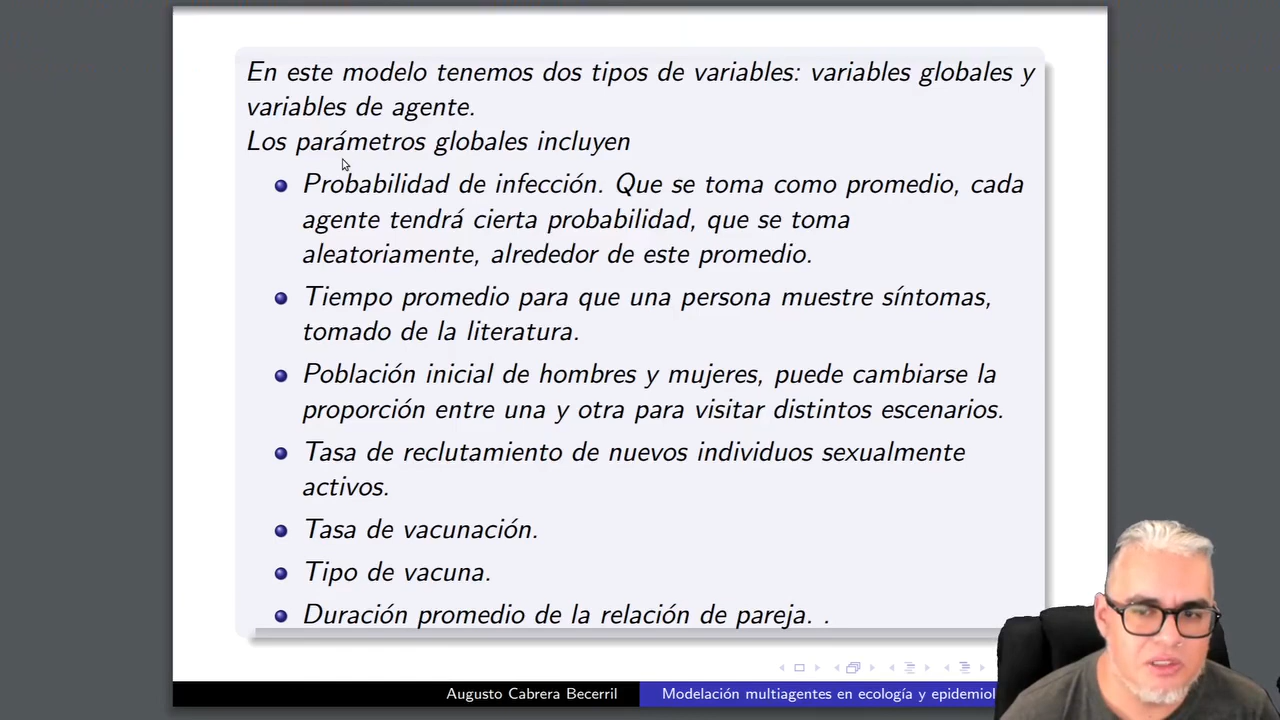 En este modelo tenemos dos tipos de variables: variables globales y
variables de agente.
Los parámetros globales incluyen
Probabilidad de infección. Que se toma como promedio, cada
agente tendrá cierta probabilidad, que se toma
aleatoriamente, alrededor de este promedio.
Tiempo promedio para que una persona muestre síntomas,
tomado de la literatura.
Población inicial de hombres y mujeres, puede cambiarse la
proporción entre una y otra para visitar distintos escenarios.
Tasa de reclutamiento de nuevos individuos sexualmente
activos.
Tasa de vacunación.
Tipo de vacuna.
Duración promedio de la relación de pareja. .
Augusto Cabrera Becerril
Modelación multiagentes en ecología y epidemiol